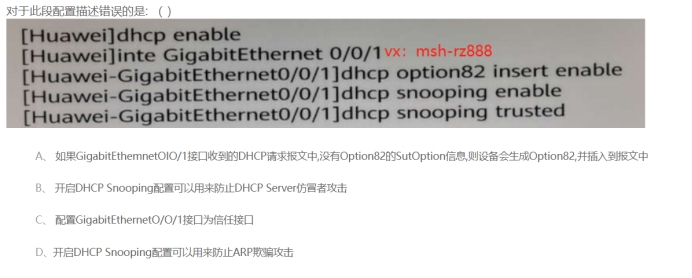 对于此段配置描述错误的是: ( )
[Huawei]dhcp enable
[Huawei]inte GigabitEthernet 0/0/1 vx: msh-rz888
[Huawei-GigabitEthernet0/0/1]dhcp option82 insert enable
[Huawei-GigabitEthernet0/0/1]dhcp snooping enable
[Huawei-GigabitEthernet0/0/1]dhcp snooping trusted
A、 如果GigabitEthemnetOIO/1接口收到的DHCP请求报文中,没有Option82的SutOption信息,则设备会生成Option82,并插入到报文中
B、 开启DHCP Snooping配置可以用来防止DHCP Server仿冒者攻击
C、 配置GigabitEthernetO/O/1接口为信任接口
D、开启DHCP Snooping配置可以用来防止ARP欺骗攻击